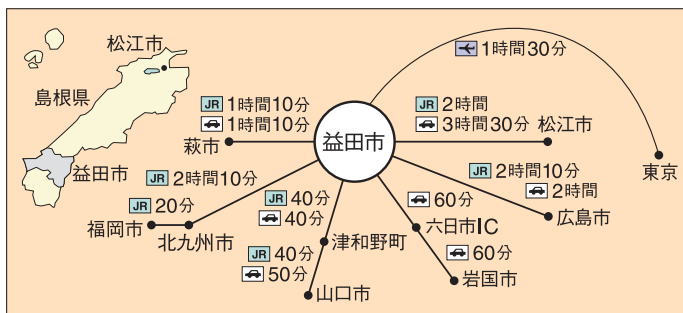 松江市
島根県
益田市
益田市
1時間30分
東京
JR 1時間10分
1時間10分
萩市
JR 2時間
3時間30分
松江市
JR 2時間10分
JR 20分
福岡市
北九州市
JR 40分
40分
津和野町
JR 40分
50分
山口市
60分
六日市IC
60分
岩国市
JR 2時間10分
2時間
広島市